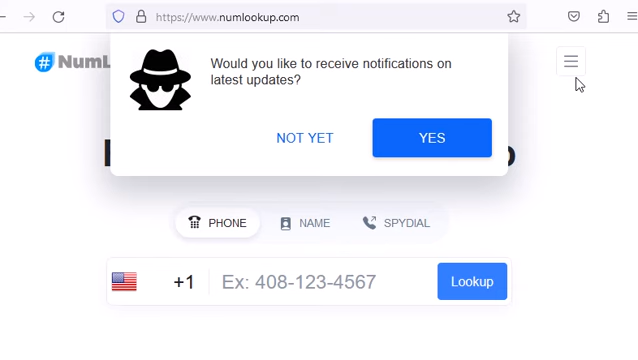 https://www.numlookup.com
# NumL
Would you like to receive notifications on
latest updates?
NOT YET
YES
PHONE
NAME
SPYDIAL
+1
Ex: 408-123-4567
Lookup